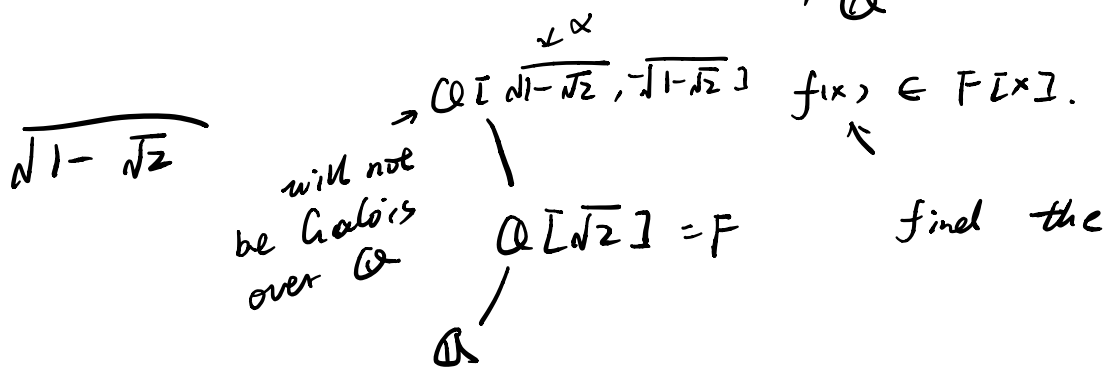 ℚ
↙ α
ℚ[√(1-√2), -√(1-√2)] f(x) ∈ F[x].
√(1-√2)
will not
be Galois
over ℚ
ℚ[√2] = F find the
ℚ